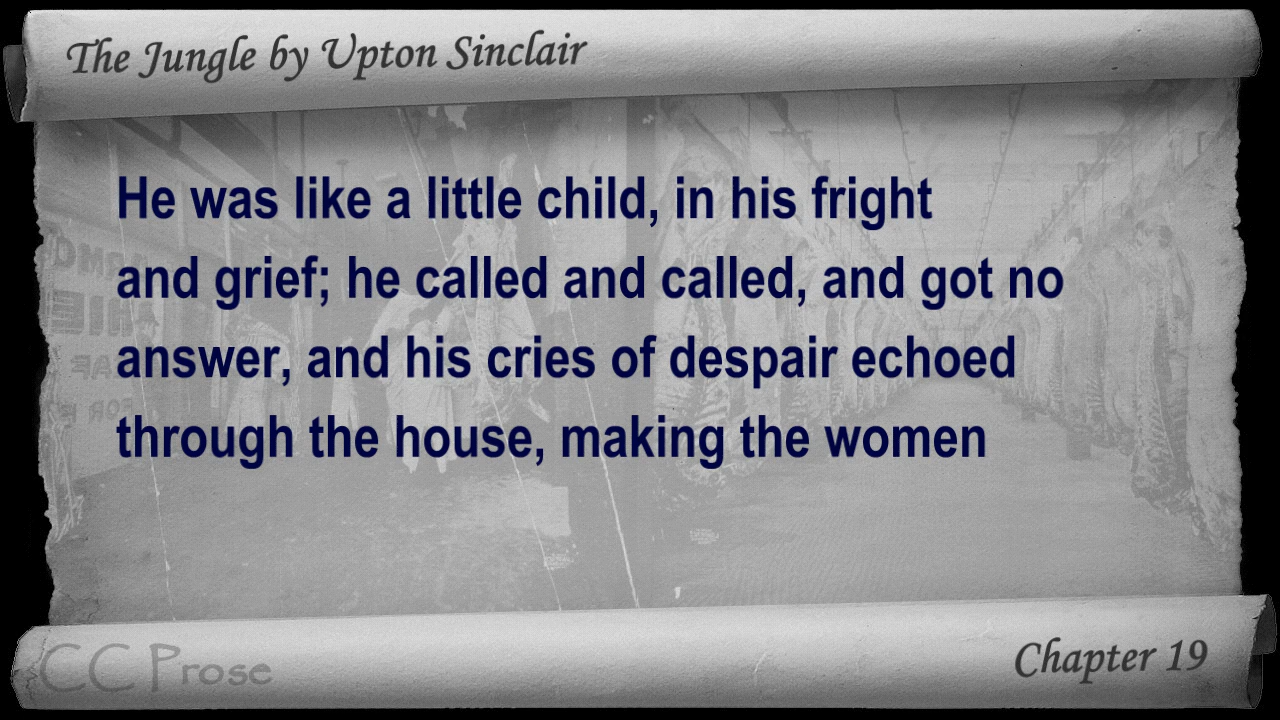 The Jungle by Upton Sinclair
He was like a little child, in his fright
and grief; he called and called, and got no
answer, and his cries of despair echoed
through the house, making the women
CC Prose
Chapter 19